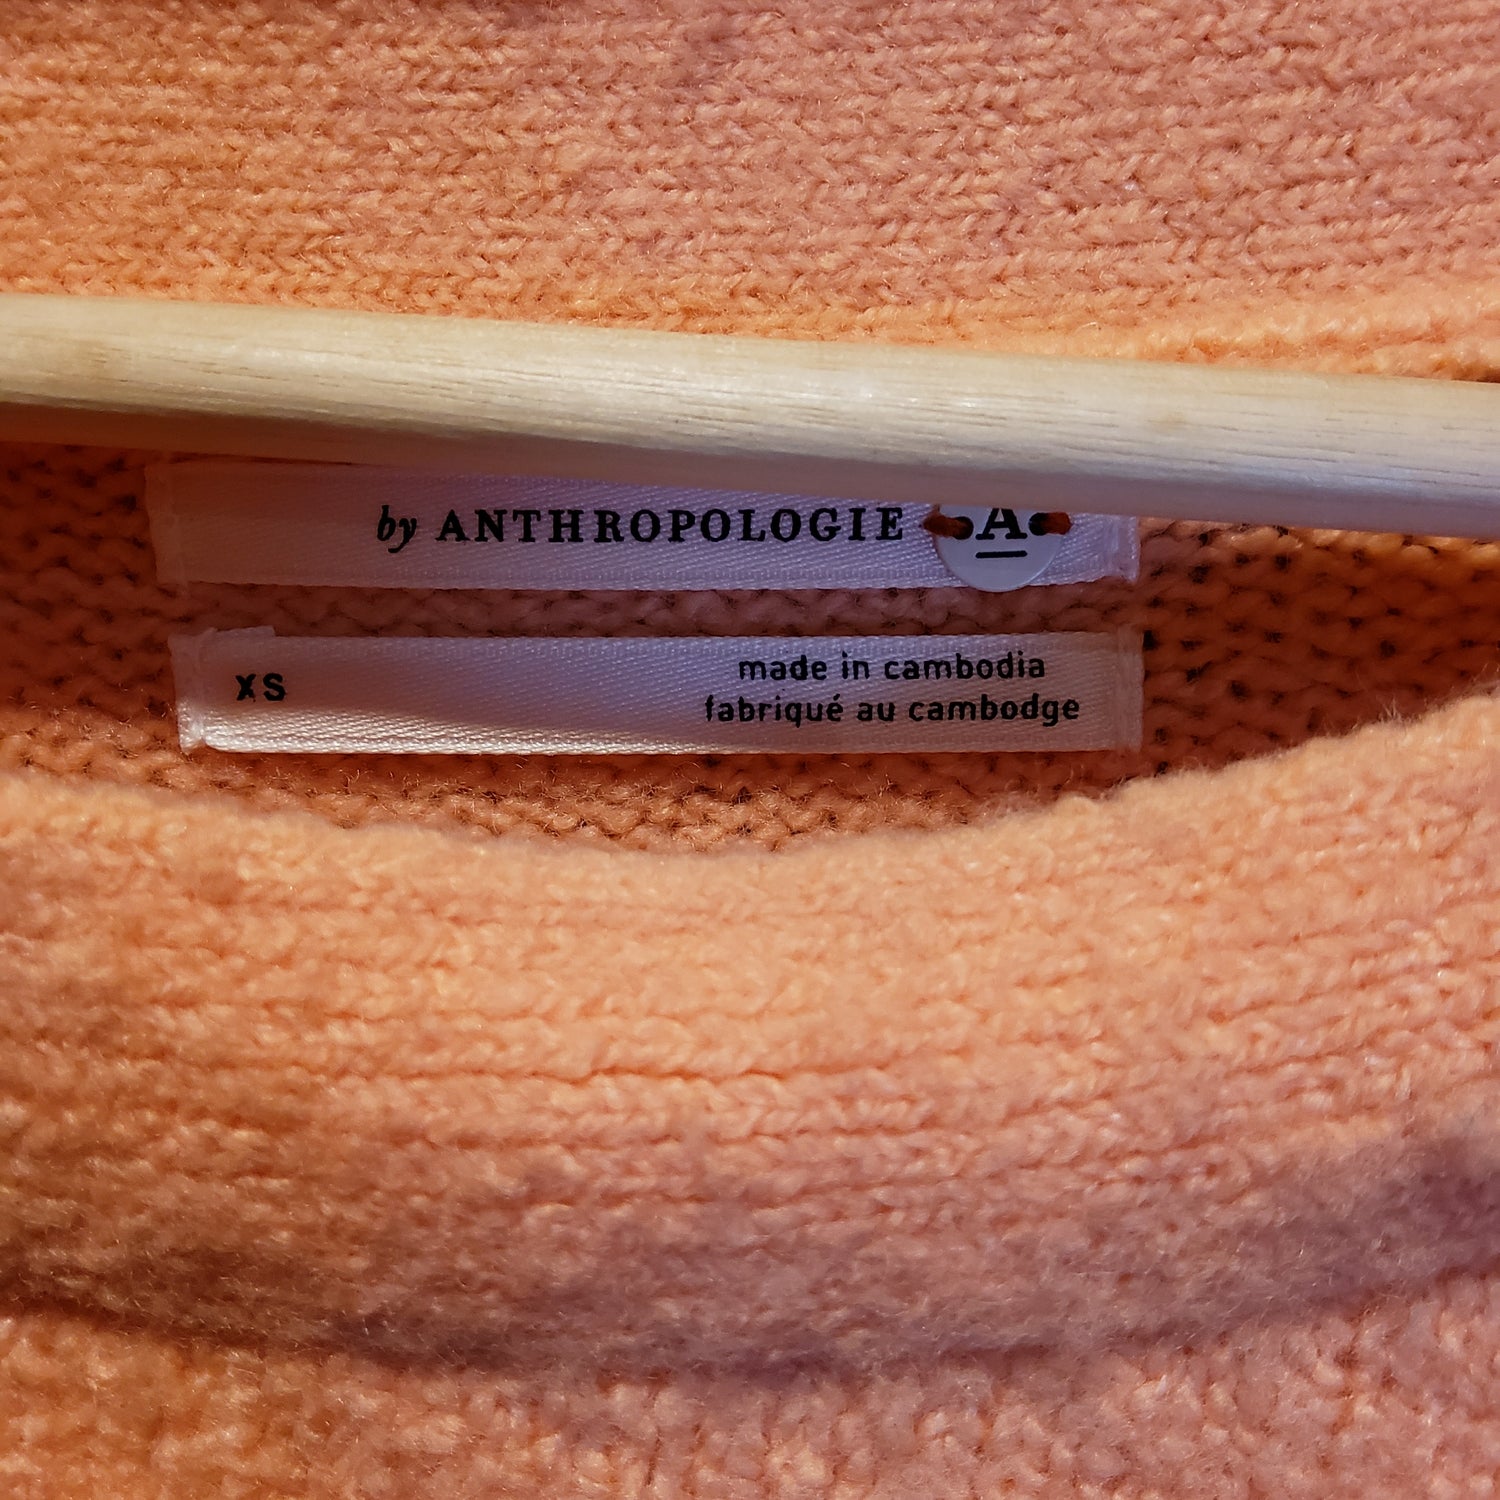 by ANTHROPOLOGIE A
XS
made in cambodia
fabriqué au cambodge